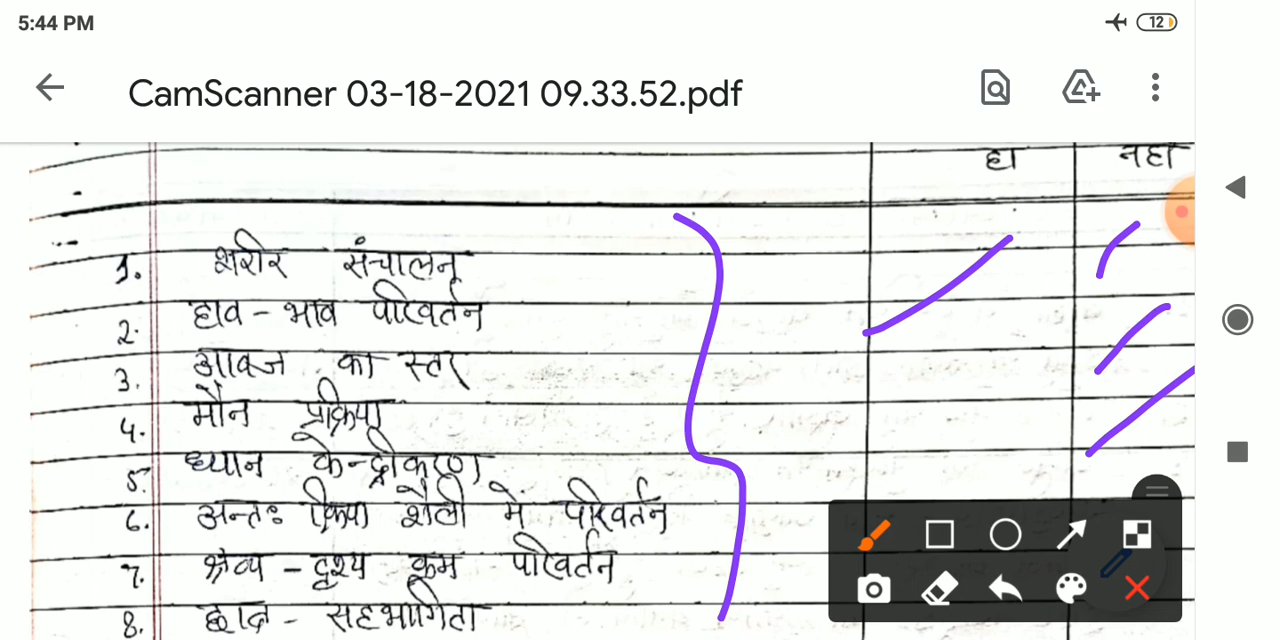 5:44 PM 12
CamScanner 03-18-2021 09.33.52.pdf
हा नहा
1. शरीर संचालन
2. हाव - भाव परिवर्तन
3. आवज का स्तर
4. मौन प्रक्रिया
5. ध्यान केन्द्रीकरण
6. अन्तः क्रिया शैली में परिवर्तन
7. श्रव्य - दृश्य क्रम परिवर्तन
8. छात्र - सहभागिता